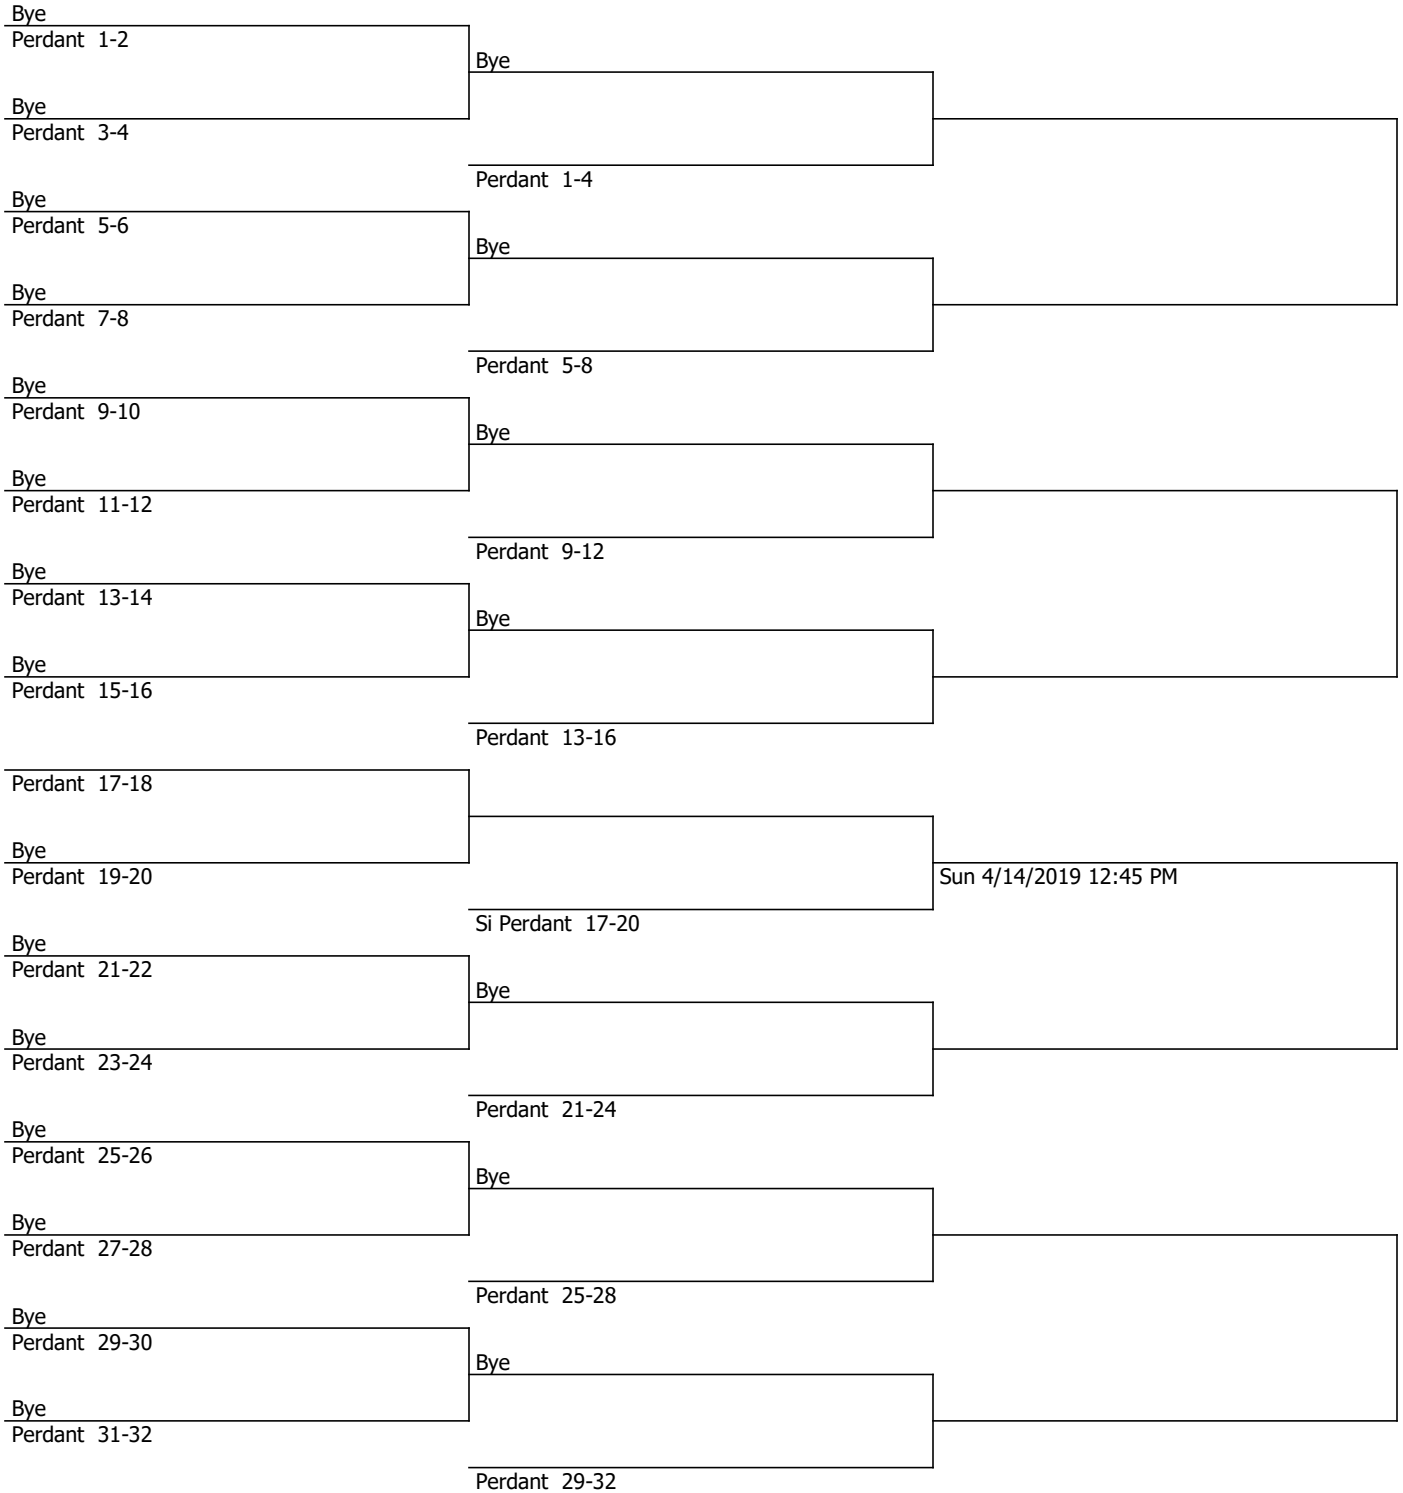 Bye
Perdant 1-2
Bye
Bye
Perdant 3-4
Perdant 1-4
Bye
Perdant 5-6
Bye
Bye
Perdant 7-8
Perdant 5-8
Bye
Perdant 9-10
Bye
Bye
Perdant 11-12
Perdant 9-12
Bye
Perdant 13-14
Bye
Bye
Perdant 15-16
Perdant 13-16
Perdant 17-18
Bye
Perdant 19-20
Sun 4/14/2019 12:45 PM
Si Perdant 17-20
Bye
Perdant 21-22
Bye
Bye
Perdant 23-24
Perdant 21-24
Bye
Perdant 25-26
Bye
Bye
Perdant 27-28
Perdant 25-28
Bye
Perdant 29-30
Bye
Bye
Perdant 31-32
Perdant 29-32